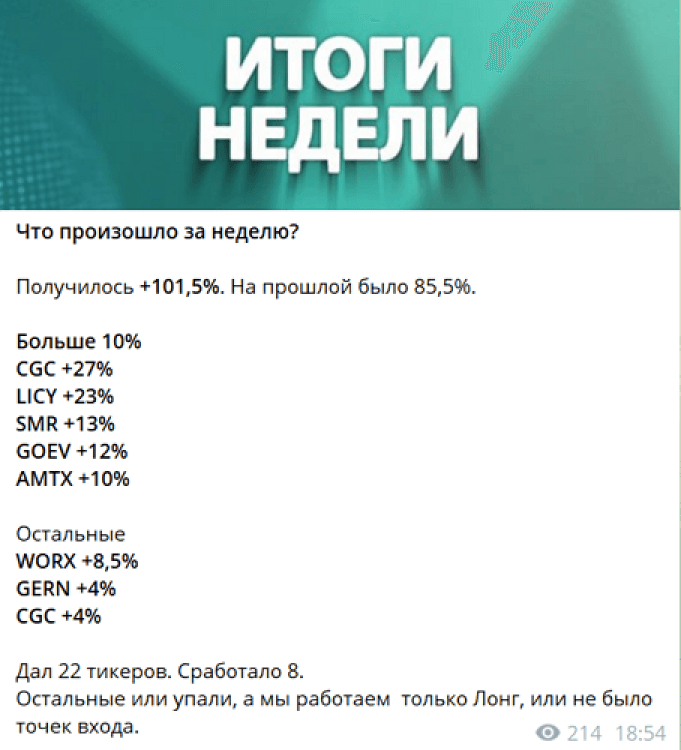 ИТОГИ
НЕДЕЛИ
Что произошло за неделю?
Получилось +101,5%. На прошлой было 85,5%.
Больше 10%
CGC +27%
LICY +23%
SMR +13%
GOEV +12%
AMTX +10%
Остальные
WORX +8,5%
GERN +4%
CGC +4%
Дал 22 тикеров. Сработало 8.
Остальные или упали, а мы работаем  только Лонг, или не было
точек входа.
214 18:54